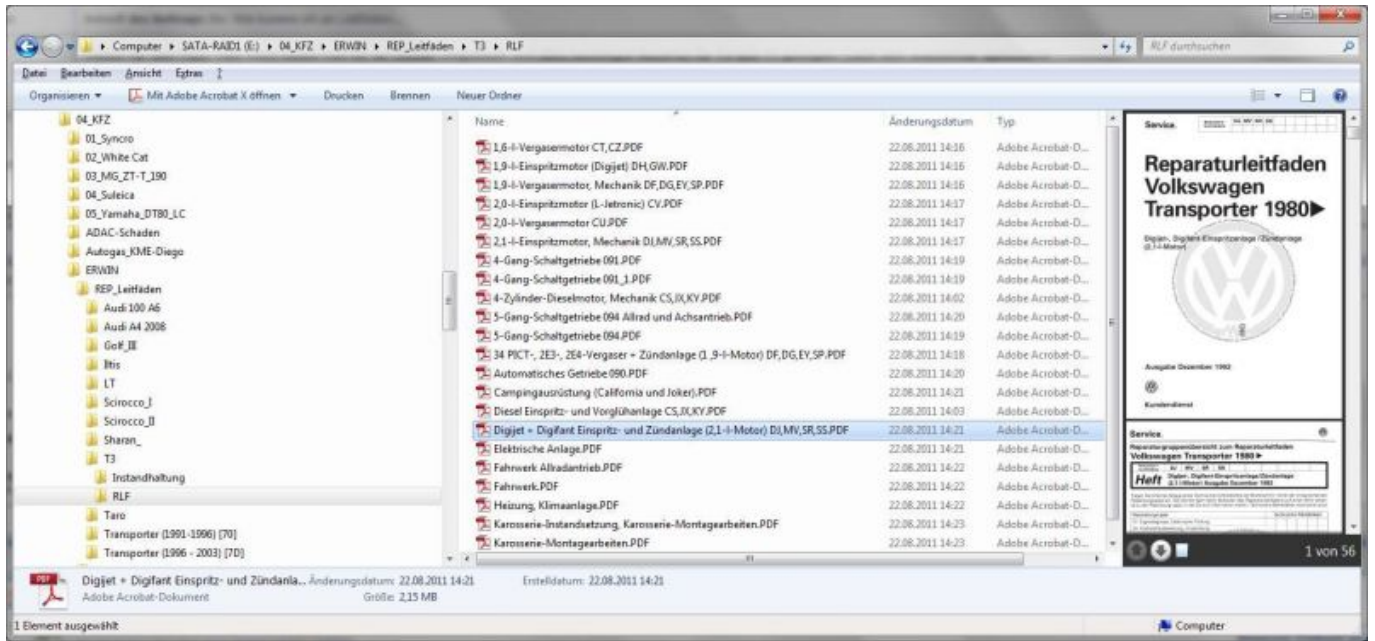 Computer ▸ SATA-RAID1 (E:) ▸ 04_KFZ ▸ ERWIN ▸ REP_Leitfäden ▸ T3 ▸ RLF
RLF durchsuchen
Datei Bearbeiten Ansicht Extras ?
Organisieren Mit Adobe Acrobat X öffnen Drucken Brennen Neuer Ordner
04_KFZ
01_Syncro
02_White Cat
03_MG_ZT-T_190
04_Suleica
05_Yamaha_DT80_LC
ADAC-Schaden
Autogas_KME-Diego
ERWIN
REP_Leitfäden
Audi 100 A6
Audi A4 2008
Golf_III
Iltis
LT
Scirocco_I
Scirocco_II
Sharan_
T3
Instandhaltung
RLF
Taro
Transporter (1991-1996) [70]
Transporter (1996 - 2003) [7D]
Name Änderungsdatum Typ
1,6-l-Vergasermotor CT,CZ.PDF 22.08.2011 14:16 Adobe Acrobat-D...
1,9-l-Einspritzmotor (Digijet) DH,GW.PDF 22.08.2011 14:16 Adobe Acrobat-D...
1,9-l-Vergasermotor, Mechanik DF,DG,EY,SP.PDF 22.08.2011 14:16 Adobe Acrobat-D...
2,0-l-Einspritzmotor (L-Jetronic) CV.PDF 22.08.2011 14:17 Adobe Acrobat-D...
2,0-l-Vergasermotor CU.PDF 22.08.2011 14:17 Adobe Acrobat-D...
2,1-l-Einspritzmotor, Mechanik DJ,MV,SR,SS.PDF 22.08.2011 14:17 Adobe Acrobat-D...
4-Gang-Schaltgetriebe 091.PDF 22.08.2011 14:19 Adobe Acrobat-D...
4-Gang-Schaltgetriebe 091_1.PDF 22.08.2011 14:19 Adobe Acrobat-D...
4-Zylinder-Dieselmotor, Mechanik CS,JX,KY.PDF 22.08.2011 14:02 Adobe Acrobat-D...
5-Gang-Schaltgetriebe 094 Allrad und Achsantrieb.PDF 22.08.2011 14:20 Adobe Acrobat-D...
5-Gang-Schaltgetriebe 094.PDF 22.08.2011 14:19 Adobe Acrobat-D...
34 PICT-, 2E3-, 2E4-Vergaser + Zündanlage (1 ,9-l-Motor) DF,DG,EY,SP.PDF 22.08.2011 14:18 Adobe Acrobat-D...
Automatisches Getriebe 090.PDF 22.08.2011 14:20 Adobe Acrobat-D...
Campingausrüstung (California und Joker).PDF 22.08.2011 14:21 Adobe Acrobat-D...
Diesel Einspritz- und Vorglühanlage CS,JX,KY.PDF 22.08.2011 14:03 Adobe Acrobat-D...
Digijet + Digifant Einspritz- und Zündanlage (2,1-l-Motor) DJ,MV,SR,SS.PDF 22.08.2011 14:21 Adobe Acrobat-D...
Elektrische Anlage.PDF 22.08.2011 14:21 Adobe Acrobat-D...
Fahrwerk Allradantrieb.PDF 22.08.2011 14:22 Adobe Acrobat-D...
Fahrwerk.PDF 22.08.2011 14:22 Adobe Acrobat-D...
Heizung, Klimaanlage.PDF 22.08.2011 14:22 Adobe Acrobat-D...
Karosserie-Instandsetzung, Karosserie-Montagearbeiten.PDF 22.08.2011 14:23 Adobe Acrobat-D...
Karosserie-Montagearbeiten.PDF 22.08.2011 14:23 Adobe Acrobat-D...
Service.
Reparaturleitfaden
Volkswagen
Transporter 1980▶
Digijet-, Digifant Einspritzanlage /Zündanlage
(2,1 l-Motor)
Kundendienst
Service.
Reparaturgruppenübersicht zum Reparaturleitfaden
Volkswagen Transporter 1980 ▶
Heft
1 von 56
Digijet + Digifant Einspritz- und Zündanla... Änderungsdatum: 22.08.2011 14:21 Erstelldatum: 22.08.2011 14:21
Adobe Acrobat-Dokument Größe: 2,15 MB
1 Element ausgewählt Computer